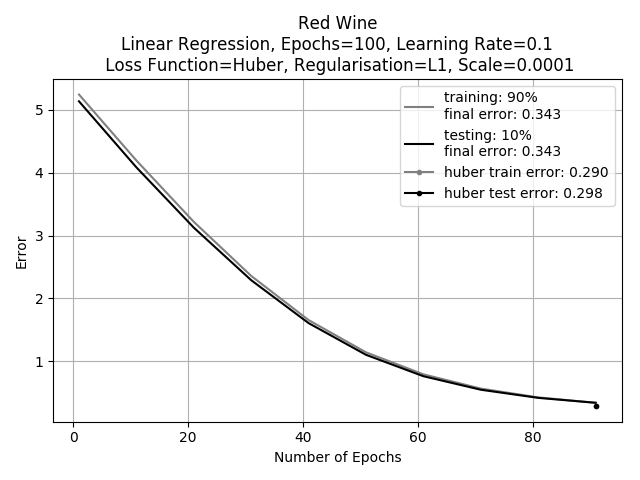 Red Wine
Linear Regression, Epochs=100, Learning Rate=0.1
Loss Function=Huber, Regularisation=L1, Scale=0.0001
training: 90%
final error: 0.343
testing: 10%
final error: 0.343
huber train error: 0.290
huber test error: 0.298
Error
5
4
3
2
1
0
20
40
60
80
Number of Epochs